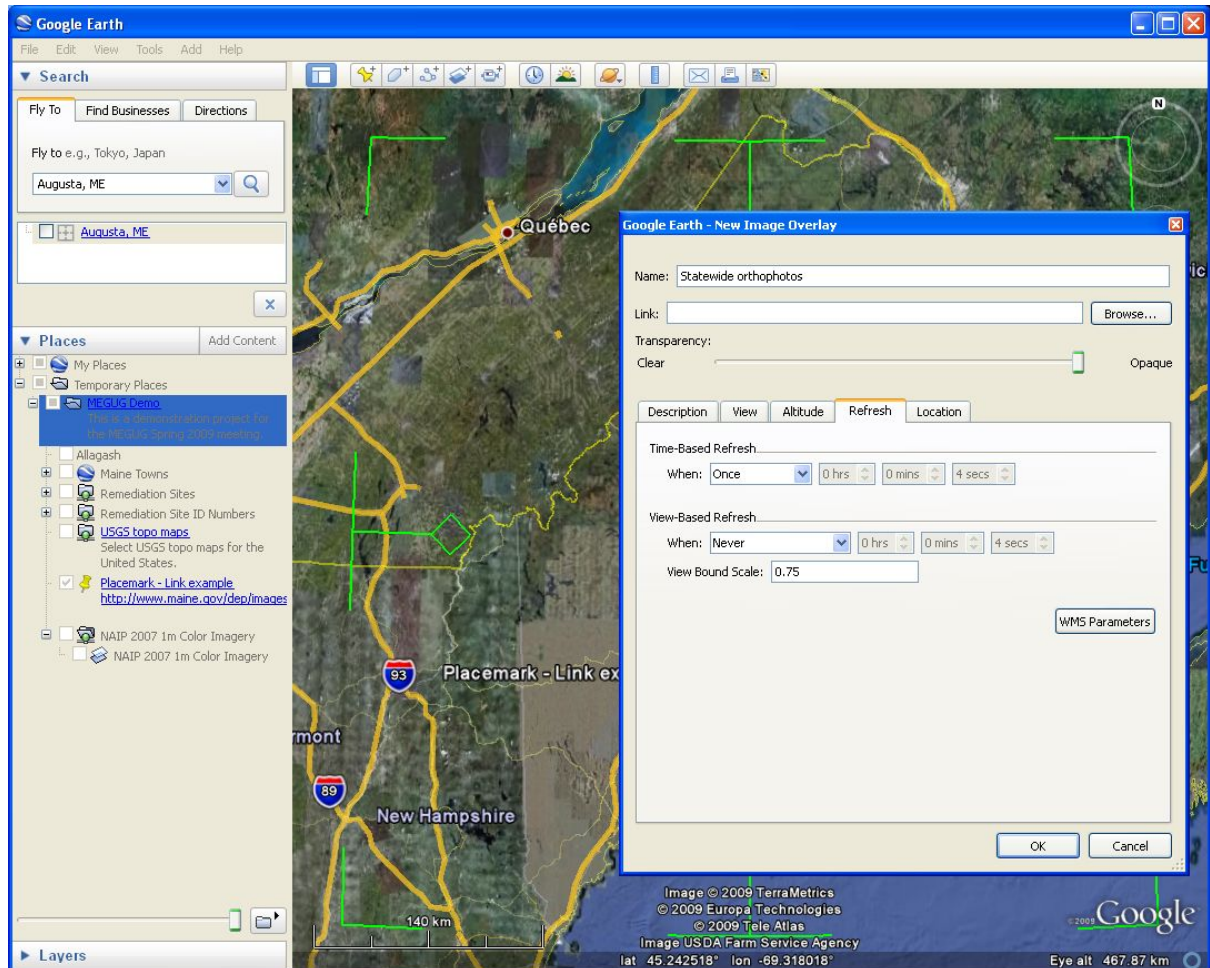 Google Earth
File Edit View Tools Add Help
Search
Fly To Find Businesses Directions
Fly to e.g., Tokyo, Japan
Augusta, ME
Augusta, ME
Places Add Content
My Places
Temporary Places
MEGUG Demo
This is a demonstration project for
the MEGUG Spring 2009 meeting.
Allagash
Maine Towns
Remediation Sites
Remediation Site ID Numbers
USGS topo maps
Select USGS topo maps for the
United States.
Placemark - Link example
http://www.maine.gov/dep/images
NAIP 2007 1m Color Imagery
NAIP 2007 1m Color Imagery
Layers
N
Québec
93
Placemark - Link ex
rmont
89
New Hampshire
140 km
Google Earth - New Image Overlay
Name: Statewide orthophotos
Link: Browse...
Transparency:
Clear Opaque
Description View Altitude Refresh Location
Time-Based Refresh
When: Once 0 hrs 0 mins 4 secs
View-Based Refresh
When: Never 0 hrs 0 mins 4 secs
View Bound Scale: 0.75
WMS Parameters
OK Cancel
ic
Fu
Image © 2009 TerraMetrics
© 2009 Europa Technologies
© 2009 Tele Atlas
Image USDA Farm Service Agency
©2009 Google
lat 45.242518° lon -69.318018° Eye alt 467.87 km